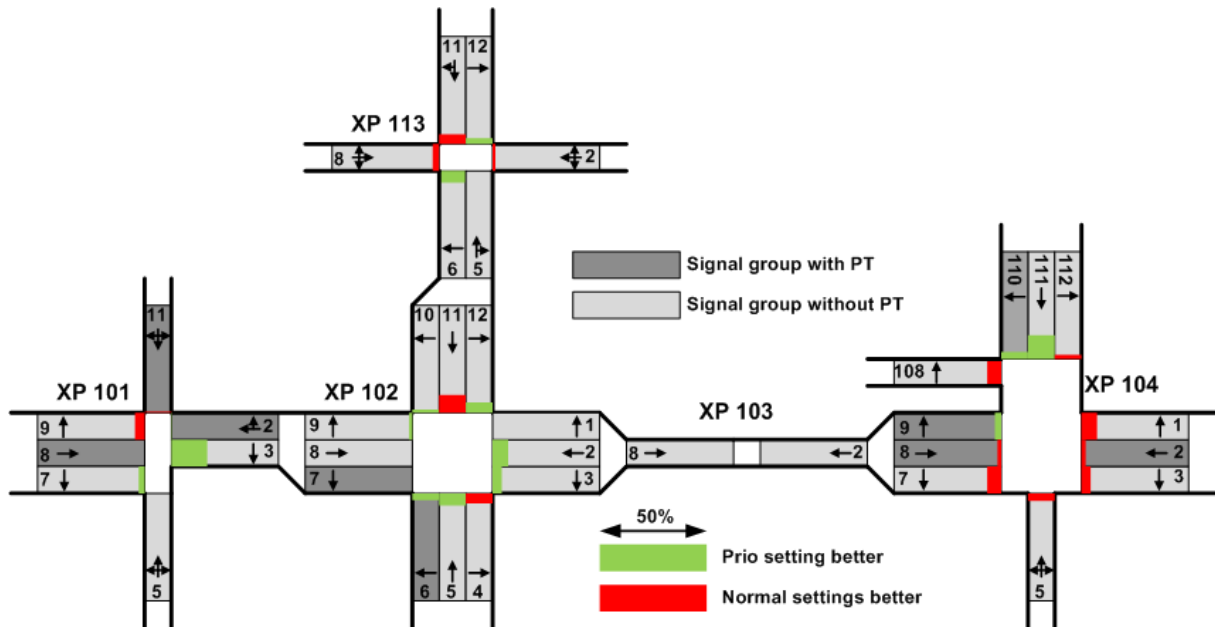 11 12
XP 113
8
2
6 5
Signal group with PT
Signal group without PT
110 111 112
11
10 11 12
XP 101
XP 102
XP 103
108
XP 104
9
2
9
1
9
1
8
3
8
2
8
2
8
2
7
7
3
7
3
50%
Prio setting better
5
6 5 4
5
Normal settings better